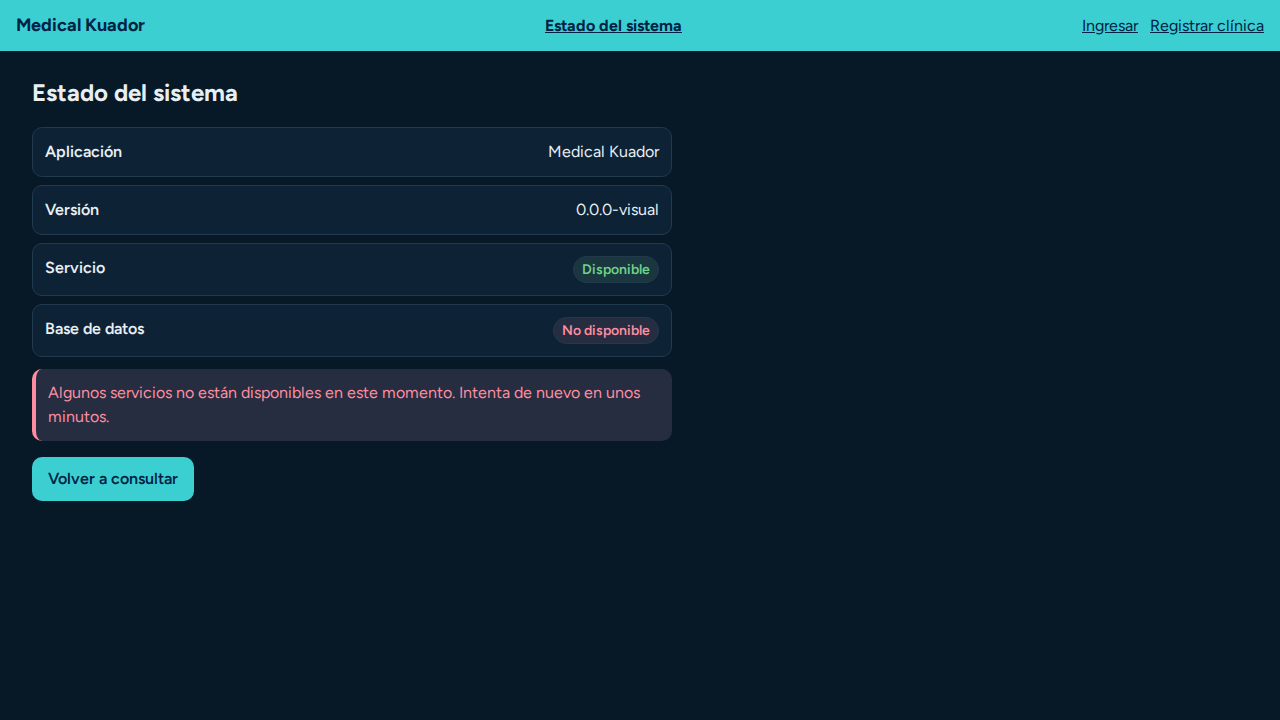 Medical Kuador
Estado del sistema
Ingresar
Registrar clínica
Estado del sistema
Aplicación
Medical Kuador
Versión
0.0.0-visual
Servicio
Disponible
Base de datos
No disponible
Algunos servicios no están disponibles en este momento. Intenta de nuevo en unos
minutos.
Volver a consultar